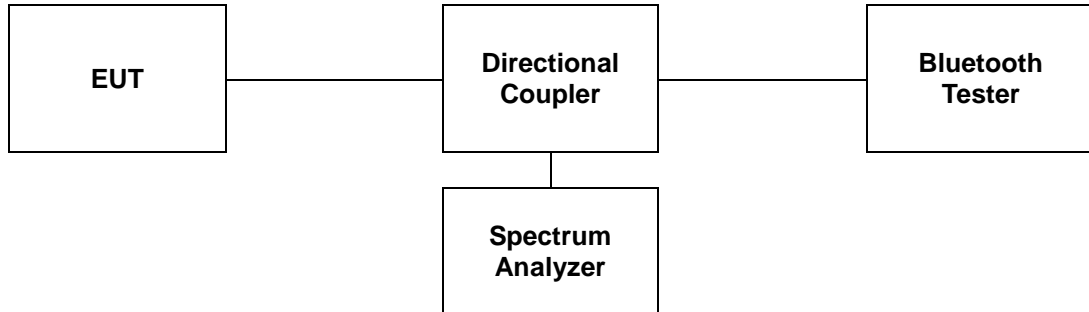 EUT
Directional
Coupler
Bluetooth
Tester
Spectrum
Analyzer